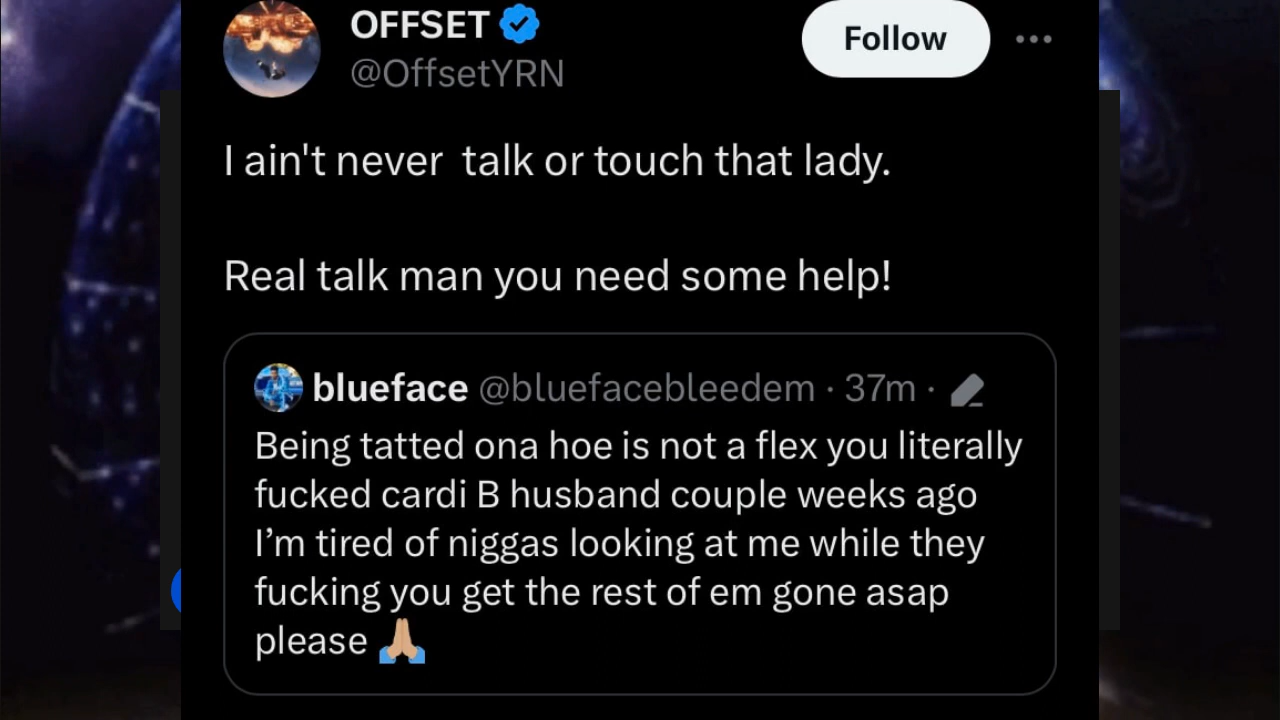 OFFSET
Follow
@OffsetYRN
I ain't never  talk or touch that lady.
Real talk man you need some help!
blueface @bluefacebleedem · 37m ·
Being tatted ona hoe is not a flex you literally
fucked cardi B husband couple weeks ago
I’m tired of niggas looking at me while they
fucking you get the rest of em gone asap
please 🙏🏼